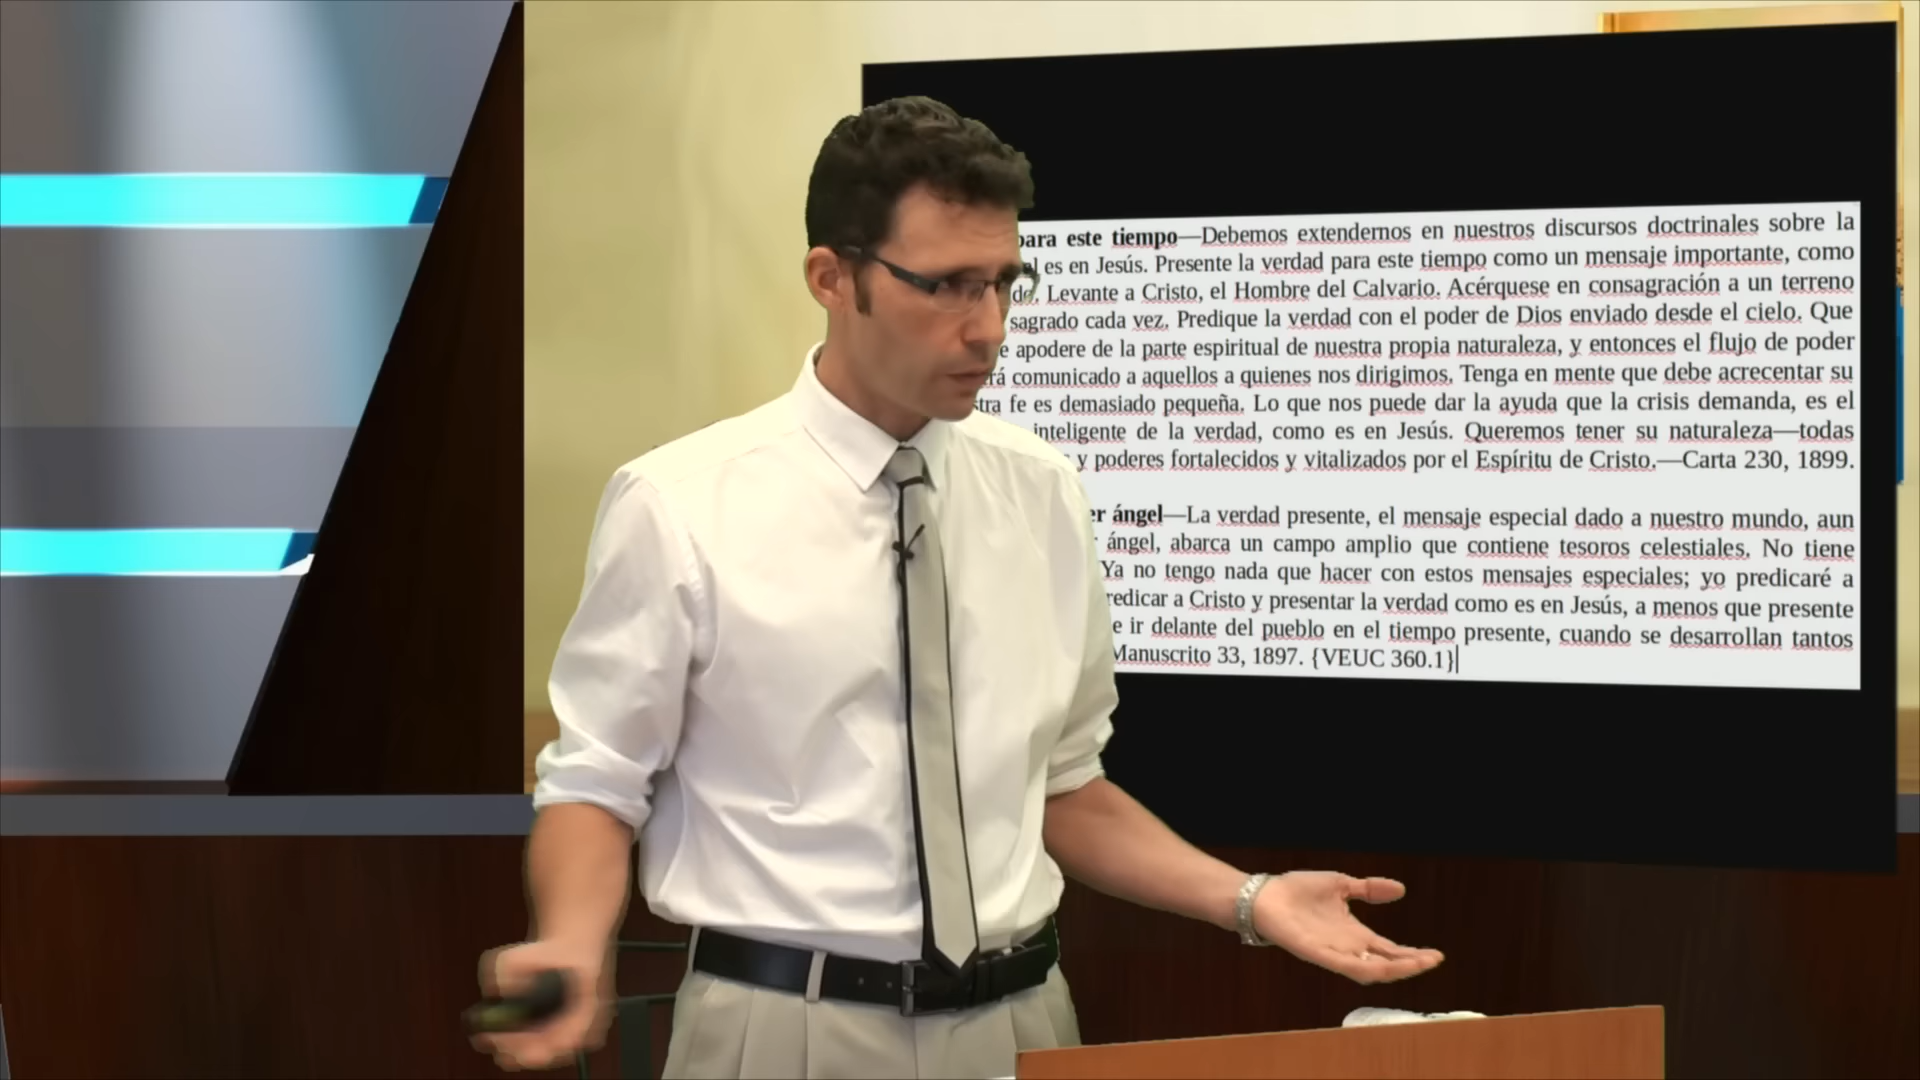 para este tiempo—Debemos extendernos en nuestros discursos doctrinales sobre la
es en Jesús. Presente la verdad para este tiempo como un mensaje importante, como
Levante a Cristo, el Hombre del Calvario. Acérquese en consagración a un terreno
sagrado cada vez. Predique la verdad con el poder de Dios enviado desde el cielo. Que
apodere de la parte espiritual de nuestra propia naturaleza, y entonces el flujo de poder
comunicado a aquellos a quienes nos dirigimos. Tenga en mente que debe acrecentar su
fe es demasiado pequeña. Lo que nos puede dar la ayuda que la crisis demanda, es el
inteligente de la verdad, como es en Jesús. Queremos tener su naturaleza—todas
y poderes fortalecidos y vitalizados por el Espíritu de Cristo.—Carta 230, 1899.
ángel—La verdad presente, el mensaje especial dado a nuestro mundo, aun
ángel, abarca un campo amplio que contiene tesoros celestiales. No tiene
Ya no tengo nada que hacer con estos mensajes especiales; yo predicaré a
predicar a Cristo y presentar la verdad como es en Jesús, a menos que presente
ir delante del pueblo en el tiempo presente, cuando se desarrollan tantos
Manuscrito 33, 1897. {VEUC 360.1}